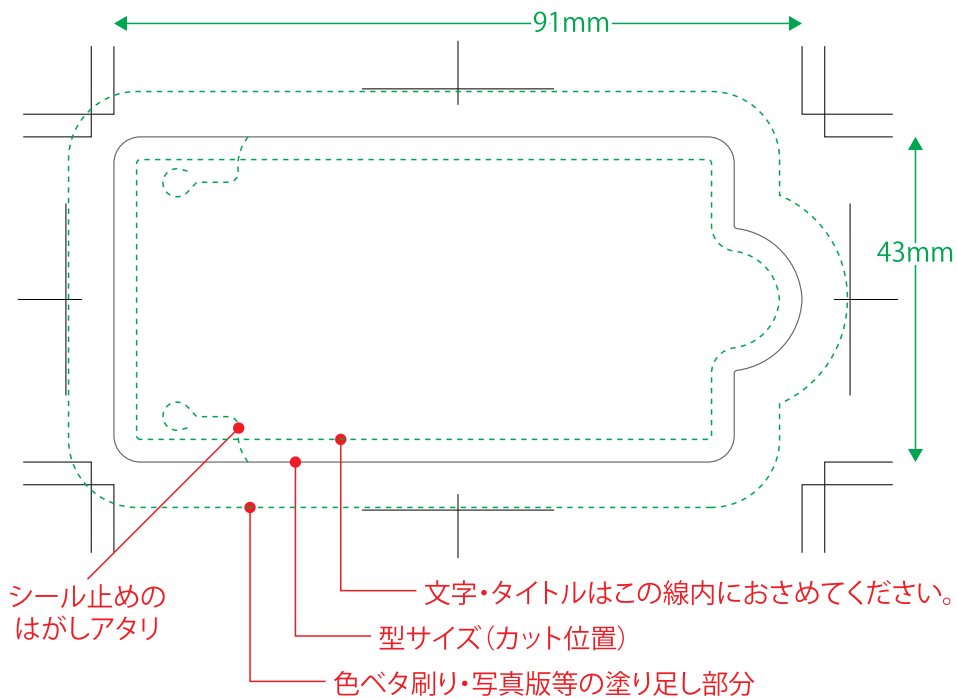 91mm
43mm
シール止めの
はがしアタリ
文字・タイトルはこの線内におさめてください。
型サイズ（カット位置）
色ベタ刷り・写真版等の塗り足し部分